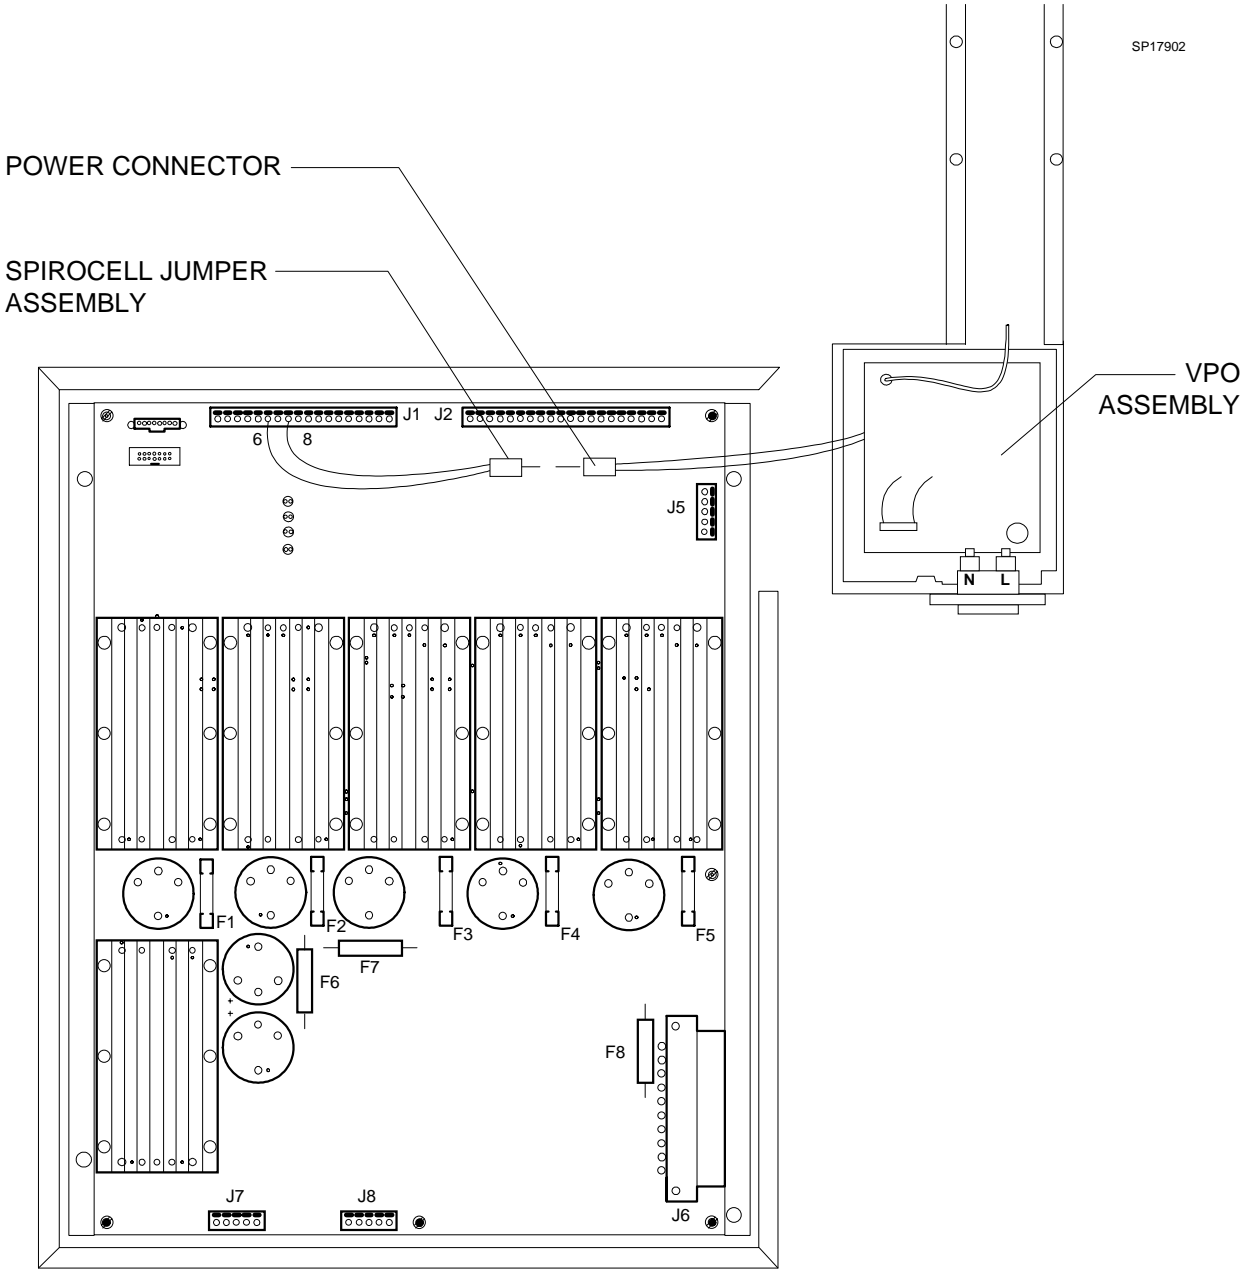 SP17902
POWER CONNECTOR
SPIROCELL JUMPER
ASSEMBLY
VPO
ASSEMBLY
J1
J2
6
8
J5
N
L
F1
F2
F3
F4
F5
F7
F6
+
+
F8
J7
J8
J6